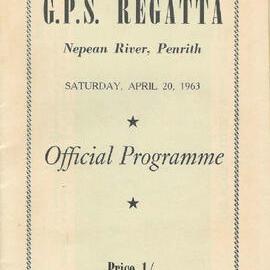 G.P.S. REGATTA
Nepean River, Penrith
SATURDAY, APRIL 20, 1963
Official Programme
Price 1/